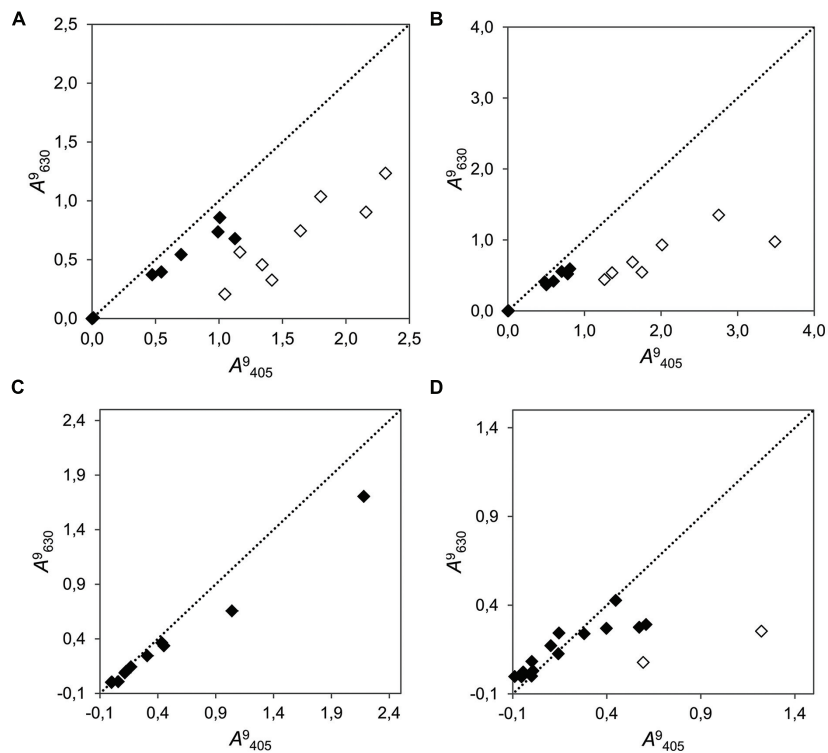 A
B
2,5
2,0
1,5
1,0
0,5
0,0
A⁹₆₃₀
0,0 0,5 1,0 1,5 2,0 2,5
A⁹₄₀₅
4,0
3,0
2,0
1,0
0,0
A⁹₆₃₀
0,0 1,0 2,0 3,0 4,0
A⁹₄₀₅
C
D
2,4
1,9
1,4
0,9
0,4
-0,1
A⁹₆₃₀
-0,1 0,4 0,9 1,4 1,9 2,4
A⁹₄₀₅
1,4
0,9
0,4
-0,1
A⁹₆₃₀
-0,1 0,4 0,9 1,4
A⁹₄₀₅